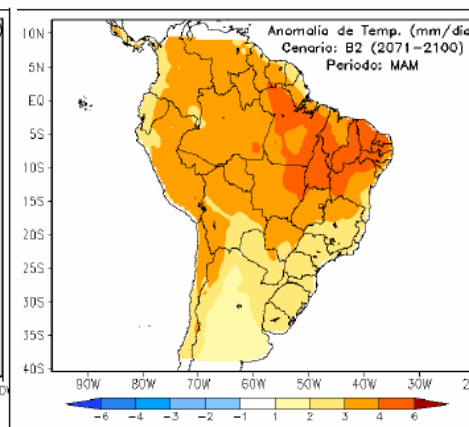 Anomalia de Temp. (mm/dia
Cenario: B2 (2071-2100)
Periodo: MAM
10N
5N
EQ
5S
10S
15S
20S
25S
30S
35S
40S
90W 80W 70W 60W 50W 40W 30W
-6 -5 -4 -3 -2 -1 1 2 3 4 6